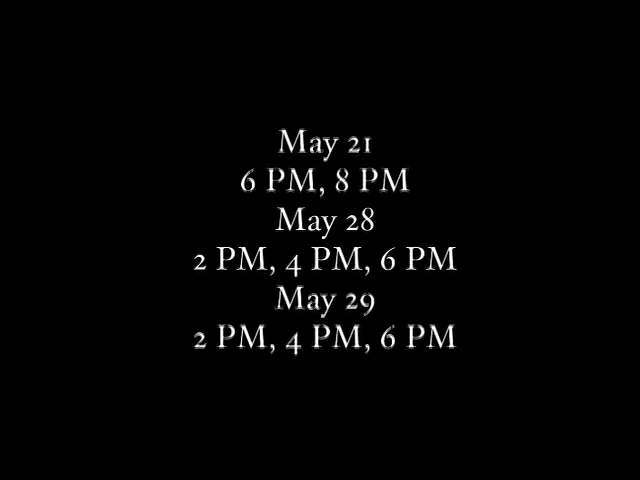 May 21
6 PM, 8 PM
May 28
2 PM, 4 PM, 6 PM
May 29
2 PM, 4 PM, 6 PM